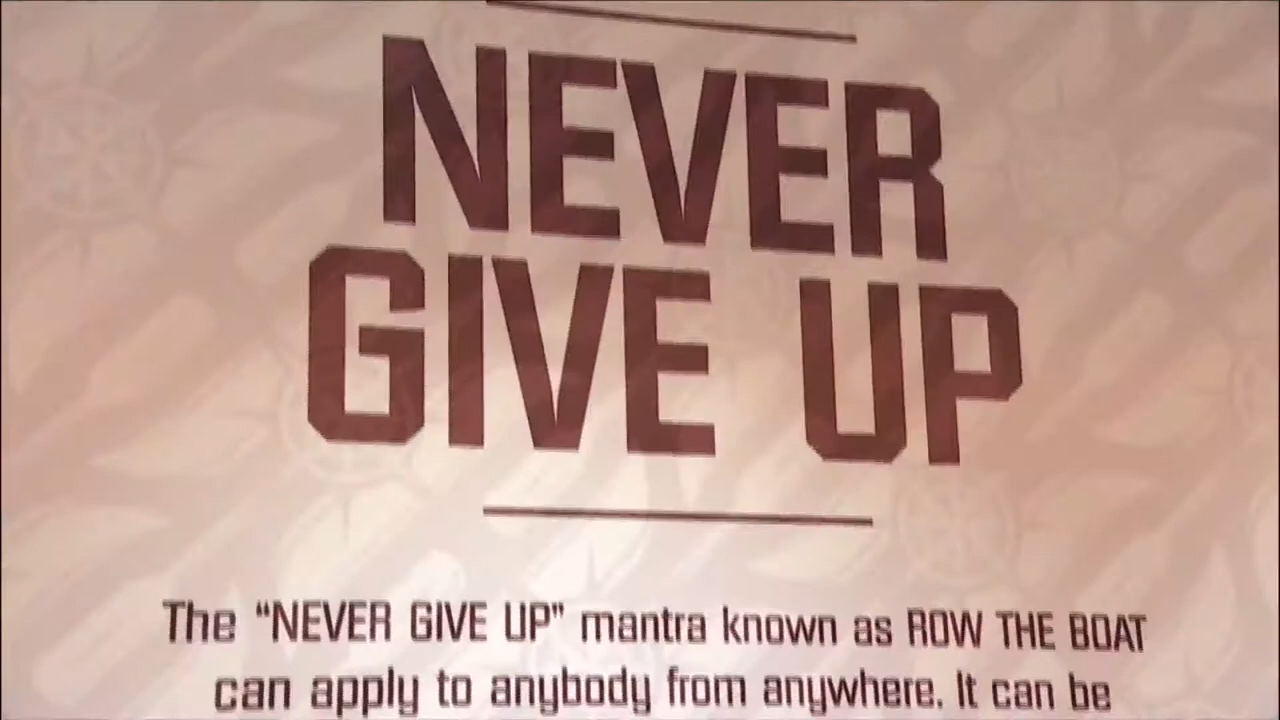 NEVER
GIVE UP
The “NEVER GIVE UP” mantra known as ROW THE BOAT
can apply to anybody from anywhere. It can be